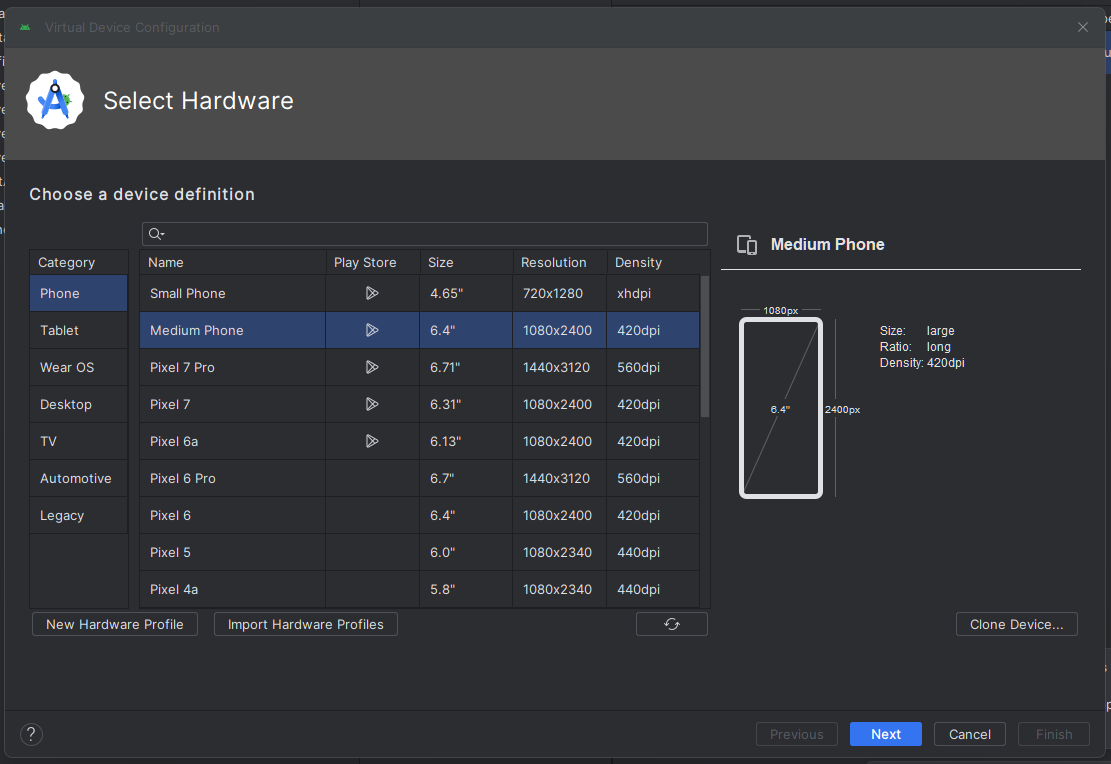 Virtual Device Configuration
Select Hardware
Choose a device definition
Category
Phone
Tablet
Wear OS
Desktop
TV
Automotive
Legacy
Name Play Store Size Resolution Density
Small Phone 4.65" 720x1280 xhdpi
Medium Phone 6.4" 1080x2400 420dpi
Pixel 7 Pro 6.71" 1440x3120 560dpi
Pixel 7 6.31" 1080x2400 420dpi
Pixel 6a 6.13" 1080x2400 420dpi
Pixel 6 Pro 6.7" 1440x3120 560dpi
Pixel 6 6.4" 1080x2400 420dpi
Pixel 5 6.0" 1080x2340 440dpi
Pixel 4a 5.8" 1080x2340 440dpi
Medium Phone
1080px
6.4"
2400px
Size: large
Ratio: long
Density: 420dpi
New Hardware Profile Import Hardware Profiles Clone Device...
? Previous Next Cancel Finish